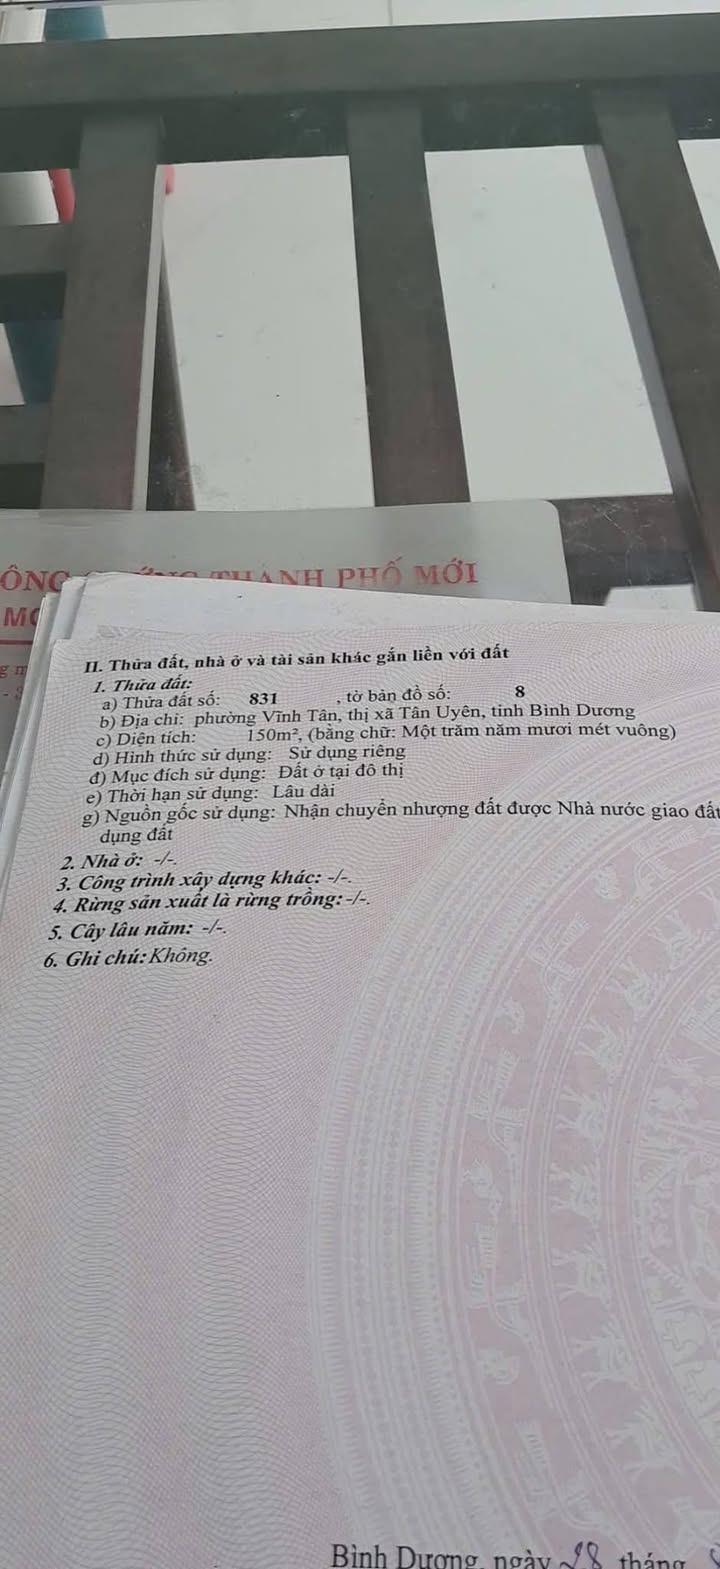 THÀNH PHỐ MỚI
II. Thửa đất, nhà ở và tài sản khác gắn liền với đất
1. Thửa đất:
a) Thửa đất số: 831 , tờ bản đồ số: 8
b) Địa chỉ: phường Vĩnh Tân, thị xã Tân Uyên, tỉnh Bình Dương
c) Diện tích: 150m², (bằng chữ: Một trăm năm mươi mét vuông)
d) Hình thức sử dụng: Sử dụng riêng
đ) Mục đích sử dụng: Đất ở tại đô thị
e) Thời hạn sử dụng: Lâu dài
g) Nguồn gốc sử dụng: Nhận chuyển nhượng đất được Nhà nước giao đất
dụng đất
2. Nhà ở: -/-.
3. Công trình xây dựng khác: -/-.
4. Rừng sản xuất là rừng trồng: -/-.
5. Cây lâu năm: -/-.
6. Ghi chú: Không.
Bình Dương, ngày 28 tháng